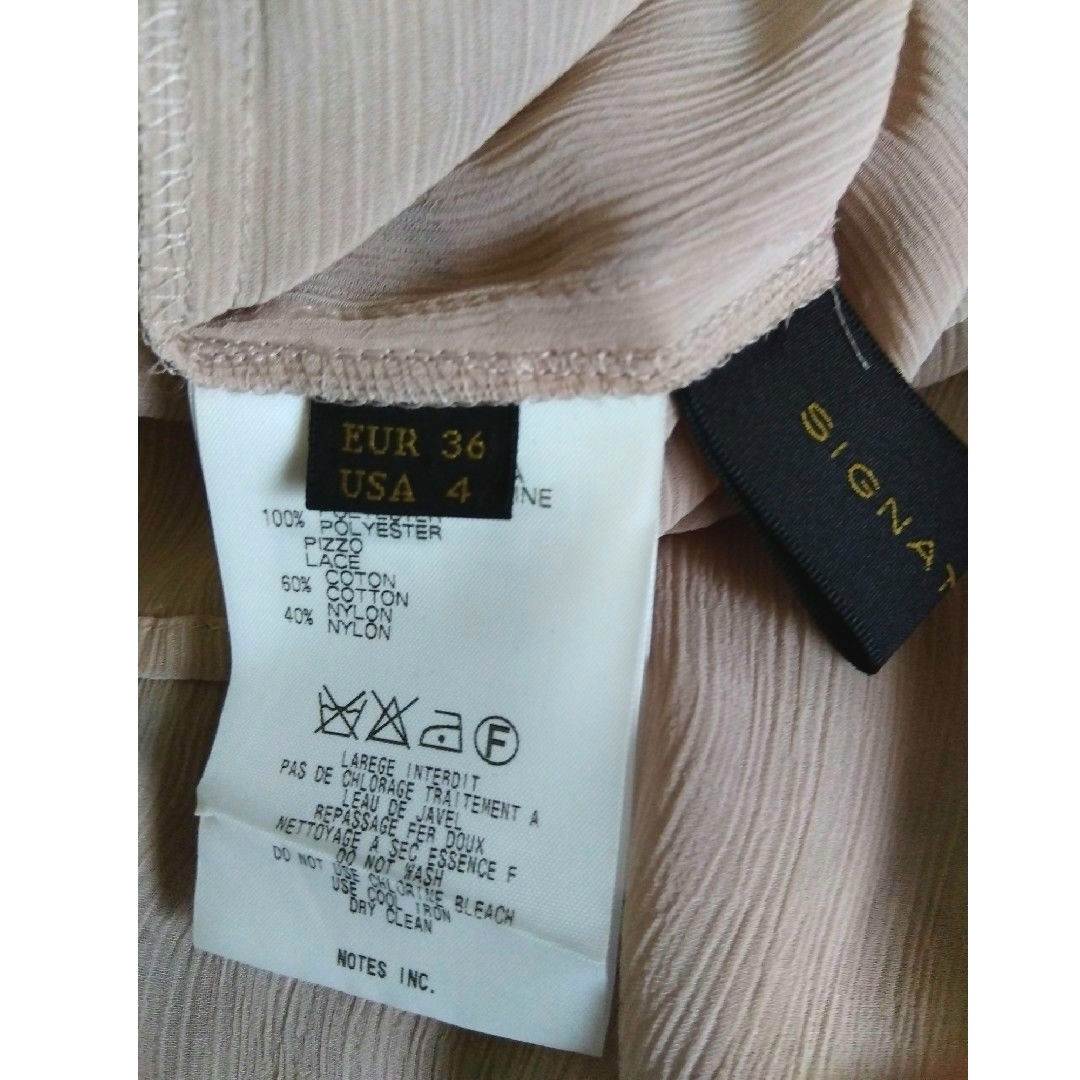 EUR 36
USA 4
100% POLYESTER
POLYESTER
PIZZO
LACE
60% COTON
COTTON
40% NYLON
NYLON
F
LAREGE INTERDIT
PAS DE CHLORAGE TRAITEMENT A
LEAU DE JAVEL
REPASSAGE FER DOUX
NETTOYAGE A SEC ESSENCE F
DO NOT WASH
DO NOT USE CHLORINE BLEACH
USE COOL IRON
DRY CLEAN
NOTES INC.
SIGNAT